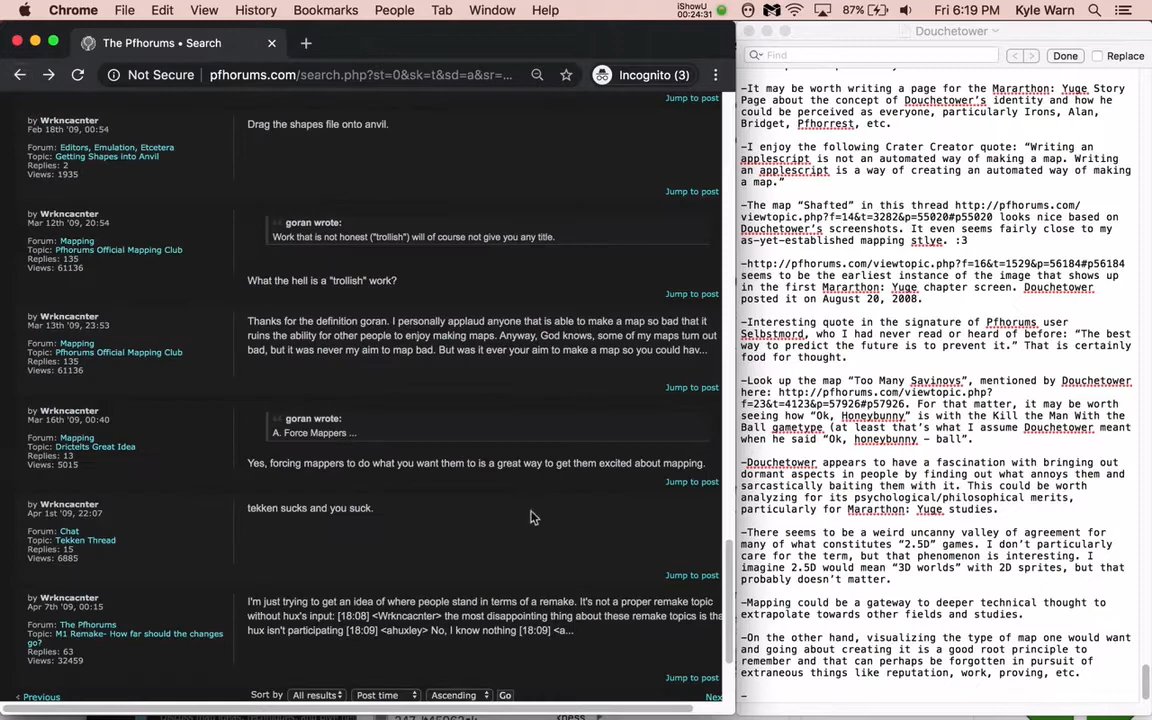 Chrome File Edit View History Bookmarks People Tab Window Help iShowU 00:24:31 87% Fri 6:19 PM Kyle Warn
The Pfhorums • Search
Not Secure pfhorums.com/search.php?st=0&sk=t&sd=a&sr=... Incognito (3)
Jump to post
by Wrkncacnter
Feb 18th '09, 00:54
Forum: Editors, Emulation, Etcetera
Topic: Getting Shapes into Anvil
Replies: 2
Views: 1935
Drag the shapes file onto anvil.
Jump to post
by Wrkncacnter
Mar 12th '09, 20:54
Forum: Mapping
Topic: Pfhorums Official Mapping Club
Replies: 135
Views: 61136
goran wrote:
Work that is not honest ("trollish") will of course not give you any title.
What the hell is a "trollish" work?
Jump to post
by Wrkncacnter
Mar 13th '09, 23:53
Forum: Mapping
Topic: Pfhorums Official Mapping Club
Replies: 135
Views: 61136
Thanks for the definition goran. I personally applaud anyone that is able to make a map so bad that it
ruins the ability for other people to enjoy making maps. Anyway, God knows, some of my maps turn out
bad, but it was never my aim to map bad. But was it ever your aim to make a map so you could hav...
Jump to post
by Wrkncacnter
Mar 16th '09, 00:40
Forum: Mapping
Topic: Drictelts Great Idea
Replies: 13
Views: 5015
goran wrote:
A. Force Mappers ...
Yes, forcing mappers to do what you want them to is a great way to get them excited about mapping.
Jump to post
by Wrkncacnter
Apr 1st '09, 22:07
Forum: Chat
Topic: Tekken Thread
Replies: 15
Views: 6885
tekken sucks and you suck.
Jump to post
by Wrkncacnter
Apr 7th '09, 00:15
Forum: The Pfhorums
Topic: M1 Remake- How far should the changes
go?
Replies: 63
Views: 32459
I'm just trying to get an idea of where people stand in terms of a remake. It's not a proper remake topic
without hux's input: [18:08] <Wrkncacnter> the most disappointing thing about these remake topics is tha
hux isn't participating [18:09] <ahuxley> No, I know nothing [18:09] <a...
Jump to post
‹ Previous Sort by All results Post time Ascending Go Nex
Douchetower
Find Done Replace
-It may be worth writing a page for the Mararthon: Yuge Story
Page about the concept of Douchetower's identity and how he
could be perceived as everyone, particularly Irons, Alan,
Bridget, Pfhorrest, etc.
-I enjoy the following Crater Creator quote: "Writing an
applescript is not an automated way of making a map. Writing
an applescript is a way of creating an automated way of making
a map."
-The map "Shafted" in this thread http://pfhorums.com/
viewtopic.php?f=14&t=3282&p=55020#p55020 looks nice based on
Douchetower's screenshots. It even seems fairly close to my
as-yet-established mapping stlye. :3
-http://pfhorums.com/viewtopic.php?f=16&t=1529&p=56184#p56184
seems to be the earliest instance of the image that shows up
in the first Mararthon: Yuge chapter screen. Douchetower
posted it on August 20, 2008.
-Interesting quote in the signature of Pfhorums user
Selbstmord, who I had never read or heard of before: "The best
way to predict the future is to prevent it." That is certainly
food for thought.
-Look up the map "Too Many Savinovs", mentioned by Douchetower
here: http://pfhorums.com/viewtopic.php?
f=23&t=4123&p=57926#p57926. For that matter, it may be worth
seeing how "Ok, Honeybunny" is with the Kill the Man With the
Ball gametype (at least that's what I assume Douchetower meant
when he said "Ok, honeybunny - ball".
-Douchetower appears to have a fascination with bringing out
dormant aspects in people by finding out what annoys them and
sarcastically baiting them with it. This could be worth
analyzing for its psychological/philosophical merits,
particularly for Mararthon: Yuge studies.
-There seems to be a weird uncanny valley of agreement for
many of what constitutes "2.5D" games. I don't particularly
care for the term, but that phenomenon is interesting. I
imagine 2.5D would mean "3D worlds" with 2D sprites, but that
probably doesn't matter.
-Mapping could be a gateway to deeper technical thought to
extrapolate towards other fields and studies.
-On the other hand, visualizing the type of map one would want
and going about creating it is a good root principle to
remember and that can perhaps be forgotten in pursuit of
extraneous things like reputation, work, proving, etc.
-